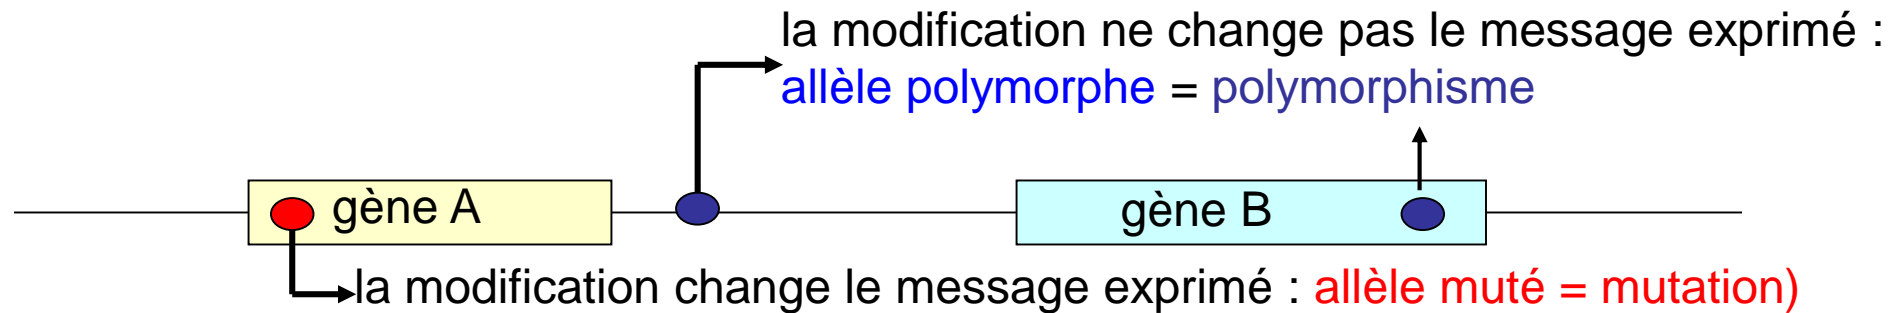 la modification ne change pas le message exprimé :
allèle polymorphe = polymorphisme
gène A
gène B
la modification change le message exprimé : allèle muté = mutation)